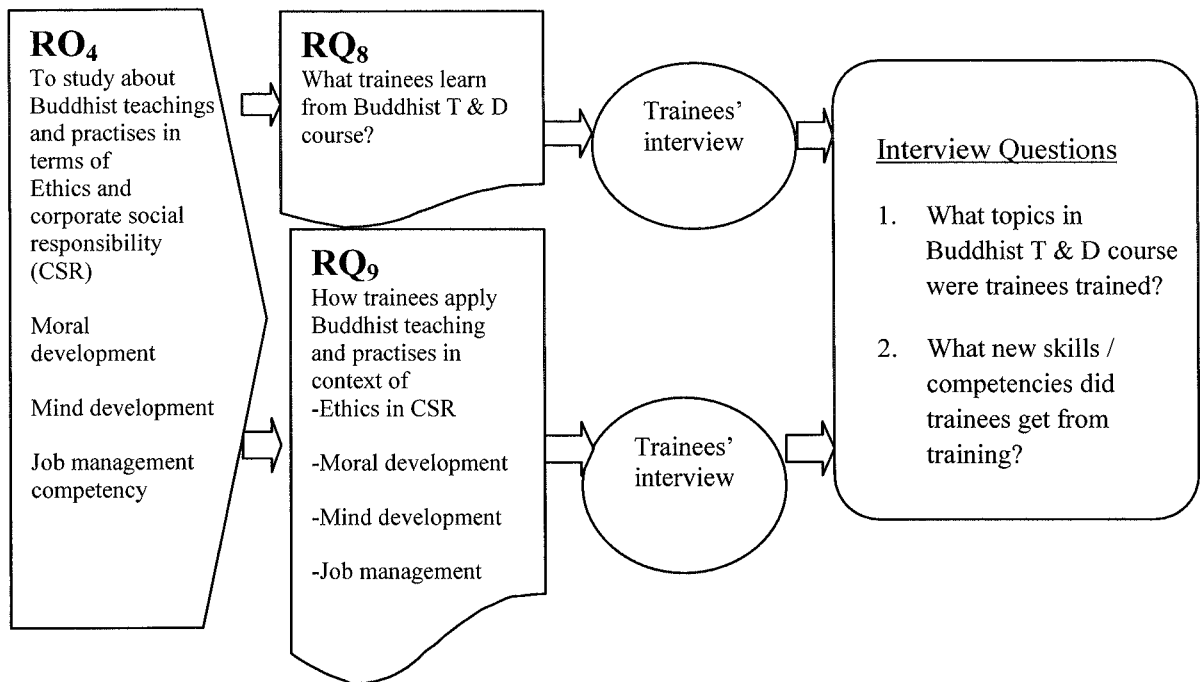 RO4
To study about
Buddhist teachings
and practises in
terms of
Ethics and
corporate social
responsibility
(CSR)
Moral
development
Mind development
Job management
competency
RQ8
What trainees learn
from Buddhist T & D
course?
RQ9
How trainees apply
Buddhist teaching
and practises in
context of
-Ethics in CSR
-Moral development
-Mind development
-Job management
Trainees'
interview
Trainees'
interview
Interview Questions
1. What topics in
Buddhist T & D course
were trainees trained?
2. What new skills /
competencies did
trainees get from
training?